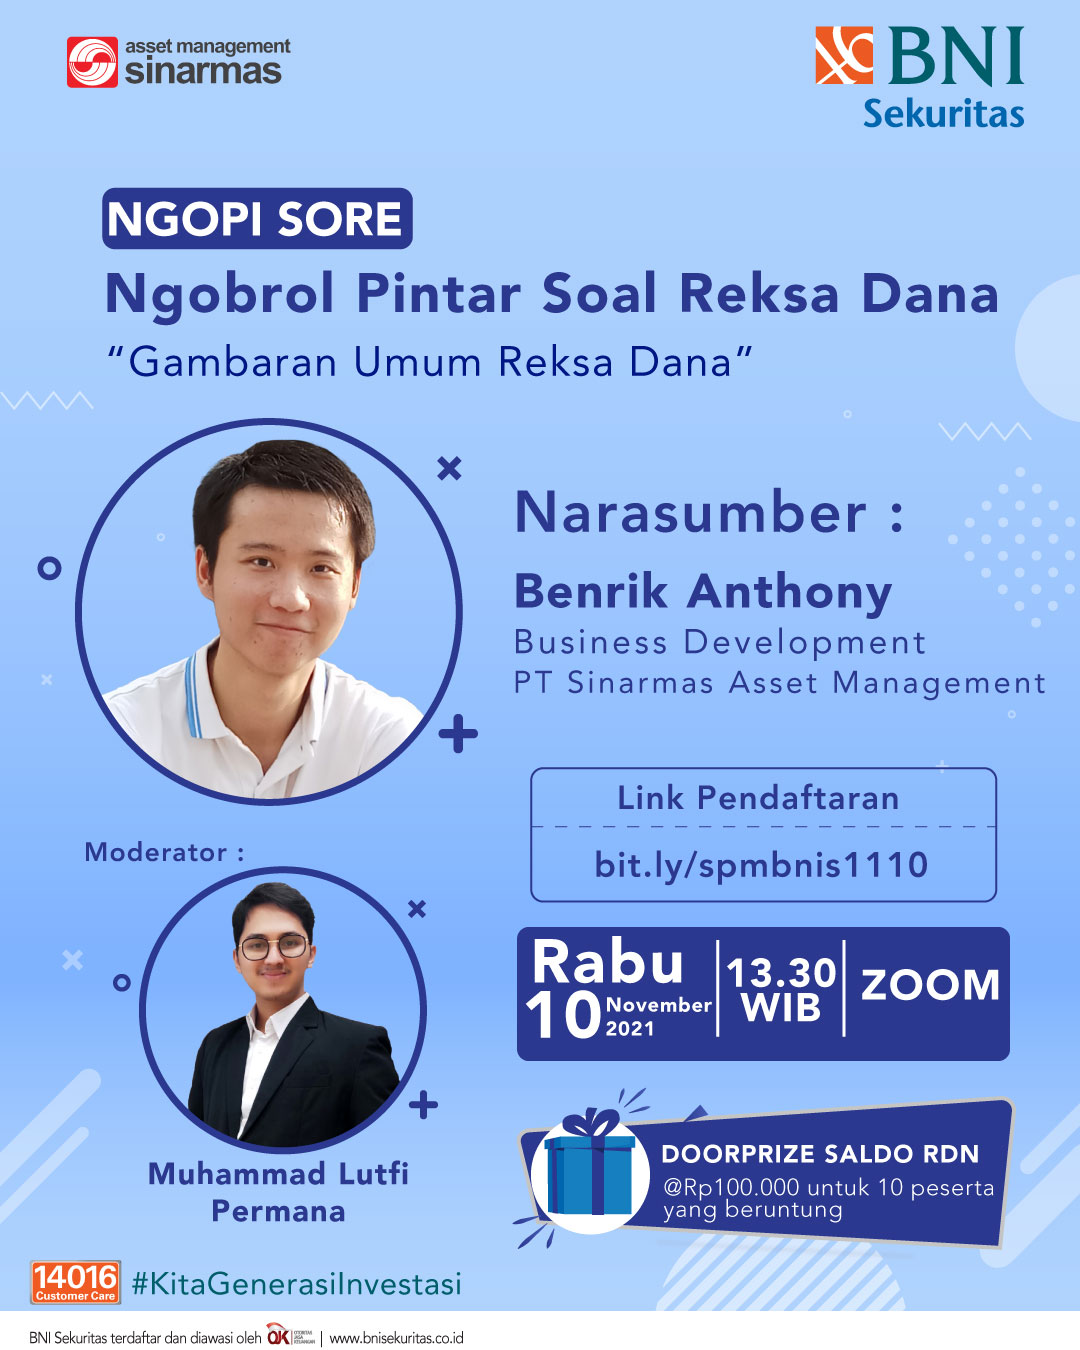 asset management
sinarmas
BNI
Sekuritas
NGOPI SORE
Ngobrol Pintar Soal Reksa Dana
“Gambaran Umum Reksa Dana”
Narasumber :
Benrik Anthony
Business Development
PT Sinarmas Asset Management
Link Pendaftaran
bit.ly/spmbnis1110
Moderator :
Muhammad Lutfi
Permana
Rabu
10 November
2021
13.30
WIB
ZOOM
DOORPRIZE SALDO RDN
@Rp100.000 untuk 10 peserta
yang beruntung
14016
Customer Care
#KitaGenerasiInvestasi
BNI Sekuritas terdaftar dan diawasi oleh OJK OTORITAS JASA KEUANGAN | www.bnisekuritas.co.id